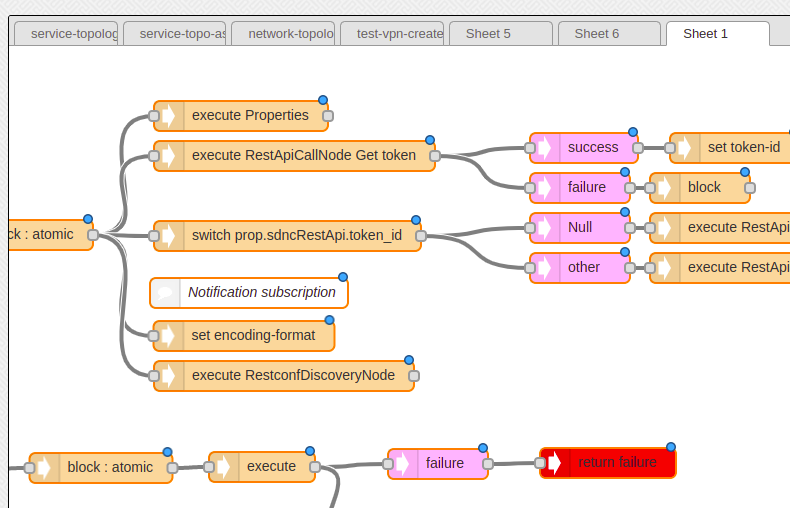 service-topolog
service-topo-as
network-topolo
test-vpn-create
Sheet 5
Sheet 6
Sheet 1
execute Properties
execute RestApiCallNode Get token
success
set token-id
failure
block
ck : atomic
switch prop.sdncRestApi.token_id
Null
execute RestApi
other
execute RestApi
Notification subscription
set encoding-format
execute RestconfDiscoveryNode
block : atomic
execute
failure
return failure